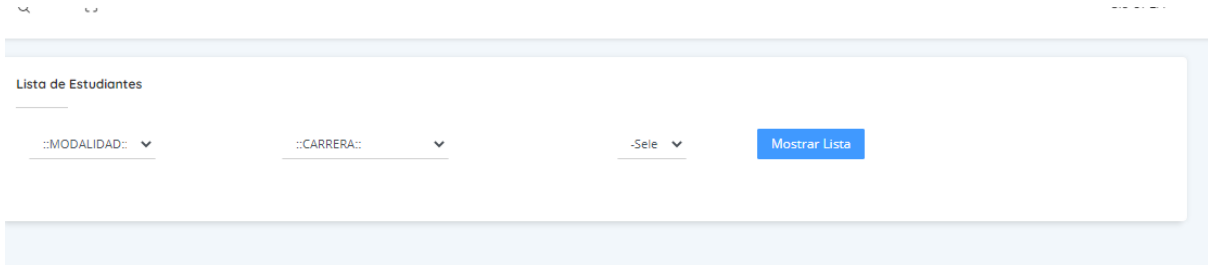 Lista de Estudiantes
::MODALIDAD:: ::CARRERA:: -Sele Mostrar Lista